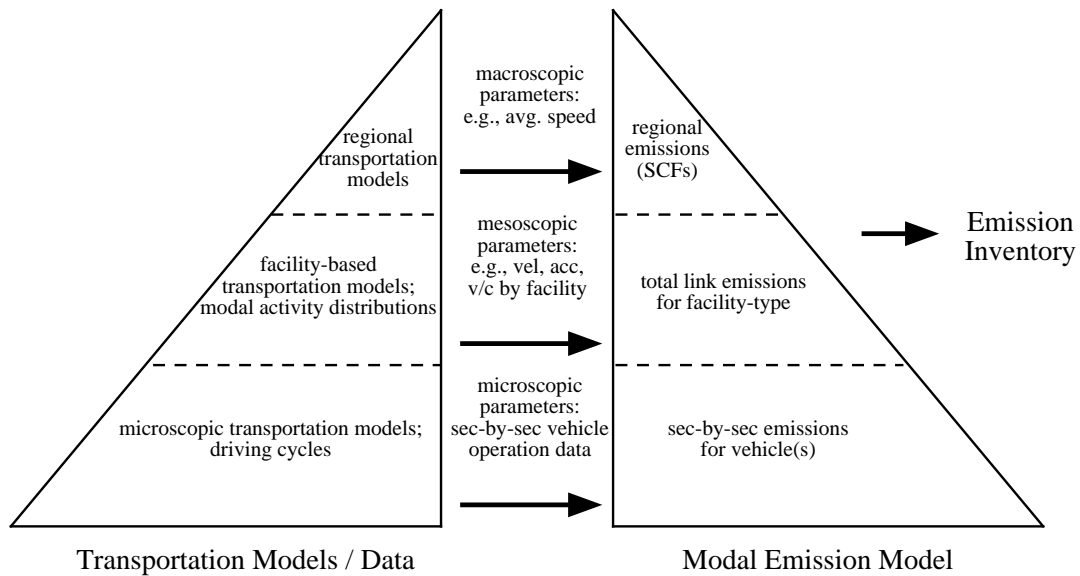 macroscopic
parameters:
e.g., avg. speed
regional
transportation
models
regional
emissions
(SCFs)
mesoscopic
parameters:
e.g., vel, acc,
v/c by facility
facility-based
transportation models;
modal activity distributions
total link emissions
for facility-type
Emission
Inventory
microscopic
parameters:
sec-by-sec vehicle
operation data
microscopic transportation models;
driving cycles
sec-by-sec emissions
for vehicle(s)
Transportation Models / Data
Modal Emission Model